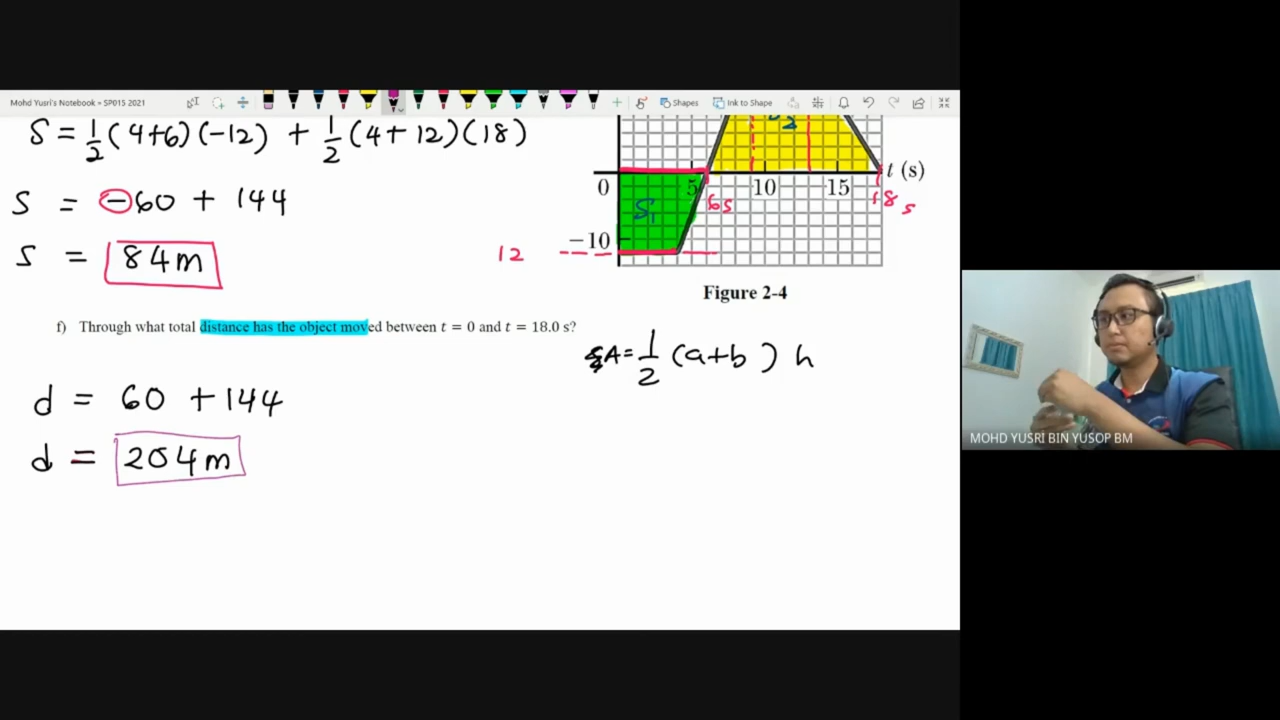 Mohd Yusri's Notebook » SP015 2021
Shapes
Ink to Shape
S = 1/2 (4+6) (-12) + 1/2 (4+12) (18)
S = -60 + 144
S = 84m
t (s)
0 5 10 15
6s
18s
S1
-10
12
Figure 2-4
f) Through what total distance has the object moved between t = 0 and t = 18.0 s?
A = 1/2 (a+b) h
d = 60 + 144
d = 204m
MOHD YUSRI BIN YUSOP BM